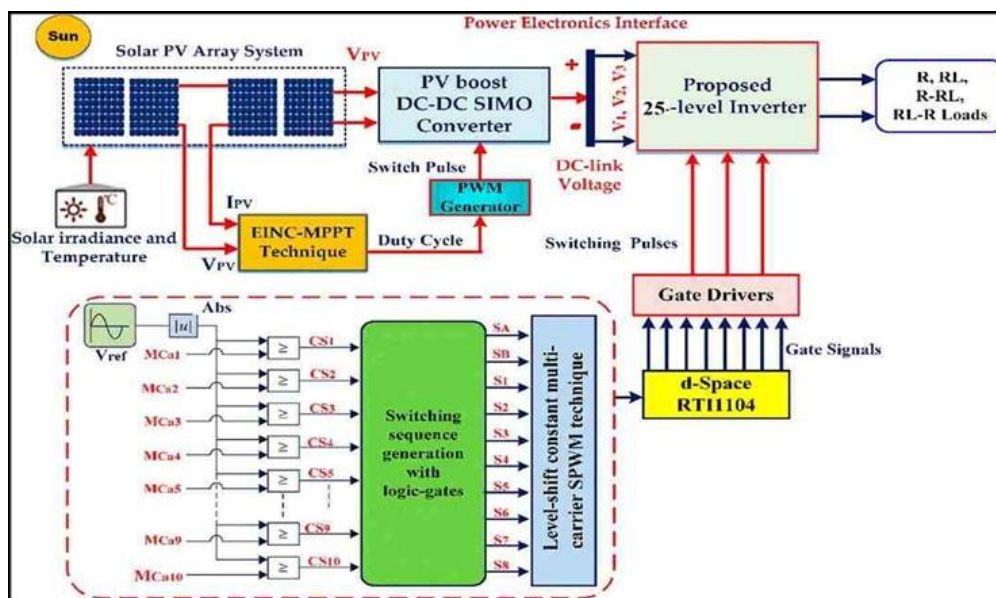 Sun
Power Electronics Interface
Solar PV Array System
VPV
PV boost
DC-DC SIMO
Converter
+
-
V1, V2, V3
Proposed
25-level Inverter
R, RL,
R-RL,
RL-R Loads
DC-link
Voltage
Switch Pulse
PWM
Generator
°C
Solar irradiance and
Temperature
IPV
VPV
EINC-MPPT
Technique
Duty Cycle
Switching Pulses
Gate Drivers
Gate Signals
d-Space
RTI1104
Vref
|u|
Abs
MCa1
≥
CS1
MCa2
≥
CS2
MCa3
≥
CS3
MCa4
≥
CS4
MCa5
≥
CS5
MCa9
≥
CS9
MCa10
≥
CS10
Switching
sequence
generation
with
logic-gates
SA
SB
S1
S2
S3
S4
S5
S6
S7
S8
Level-shift constant multi-
carrier SPWM technique